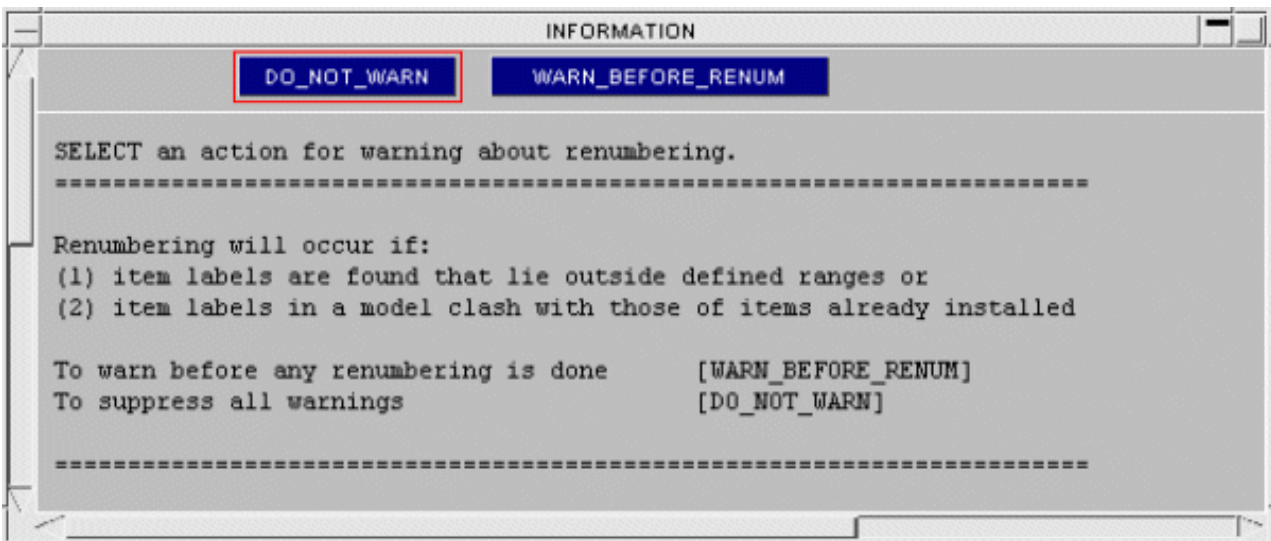 INFORMATION
DO_NOT_WARN WARN_BEFORE_RENUM
SELECT an action for warning about renumbering.
=======================================================================
Renumbering will occur if:
(1) item labels are found that lie outside defined ranges or
(2) item labels in a model clash with those of items already installed
To warn before any renumbering is done [WARN_BEFORE_RENUM]
To suppress all warnings [DO_NOT_WARN]
=======================================================================